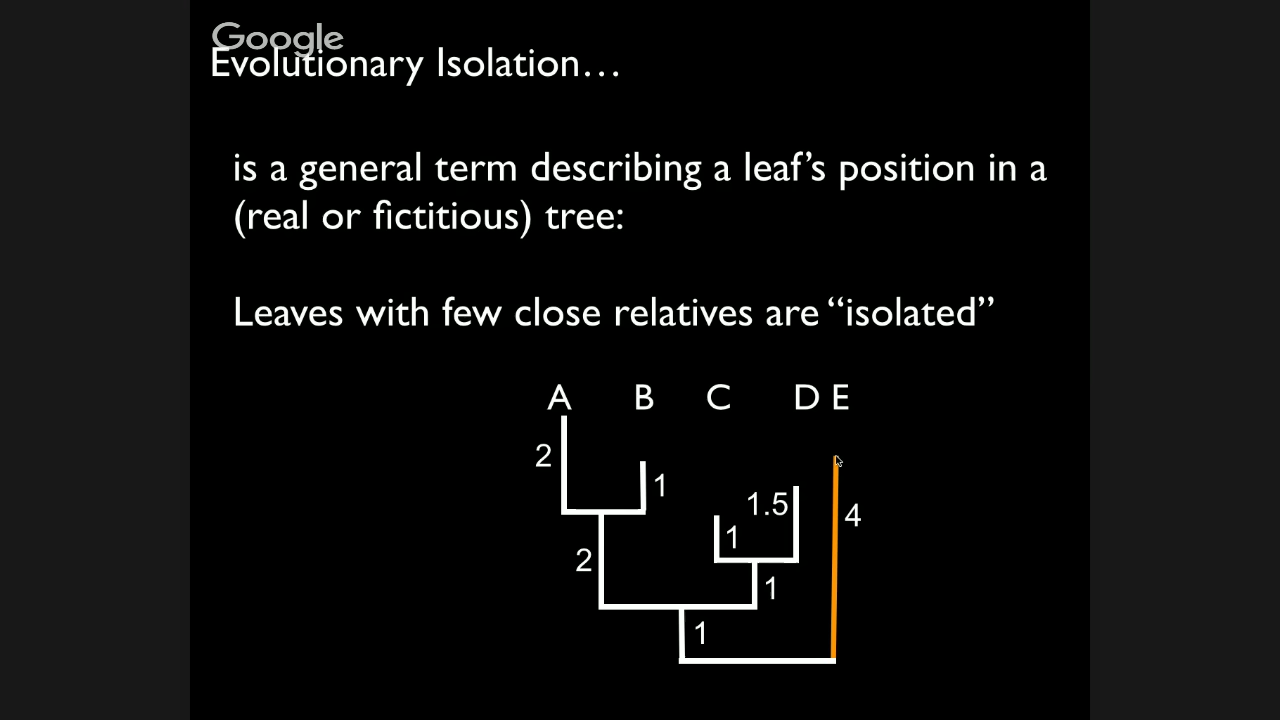 Google
Evolutionary Isolation…
is a general term describing a leaf’s position in a
(real or fictitious) tree:
Leaves with few close relatives are “isolated”
A B C D E
2
1
1.5
4
1
2
1
1